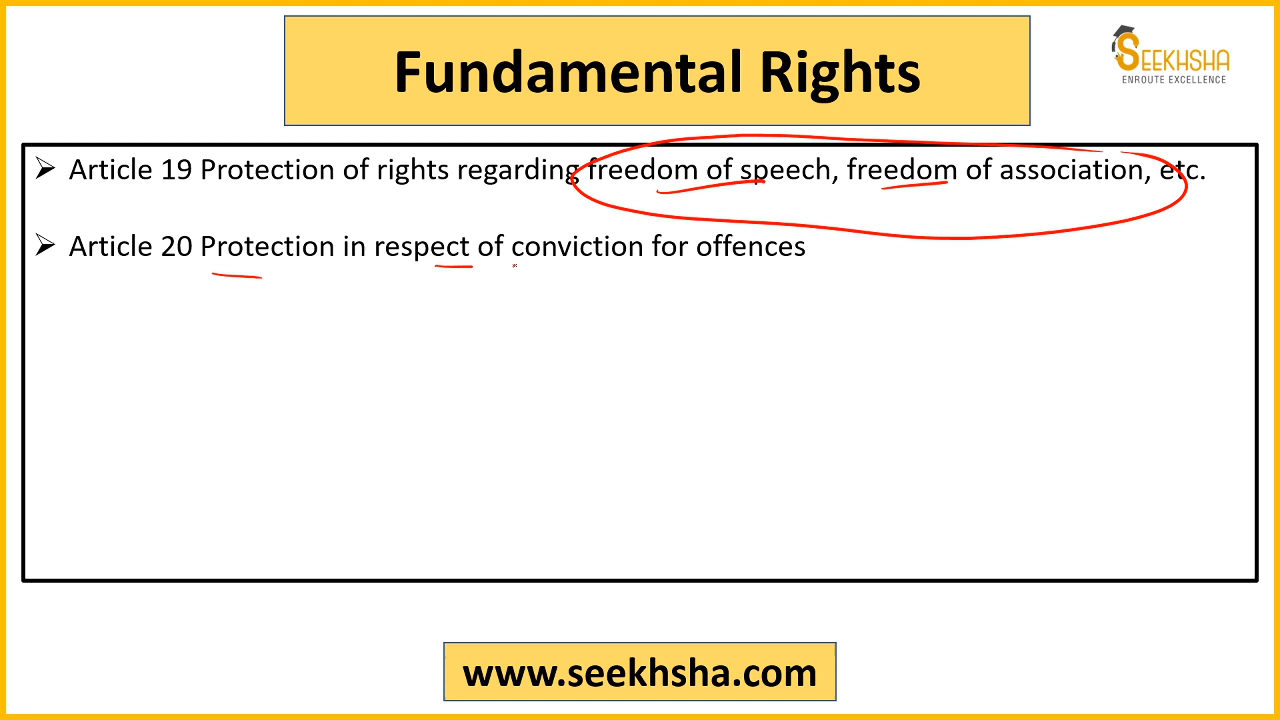 Fundamental Rights
SEEKHSHA
ENROUTE EXCELLENCE
➢ Article 19 Protection of rights regarding freedom of speech, freedom of association, etc.
➢ Article 20 Protection in respect of conviction for offences
www.seekhsha.com